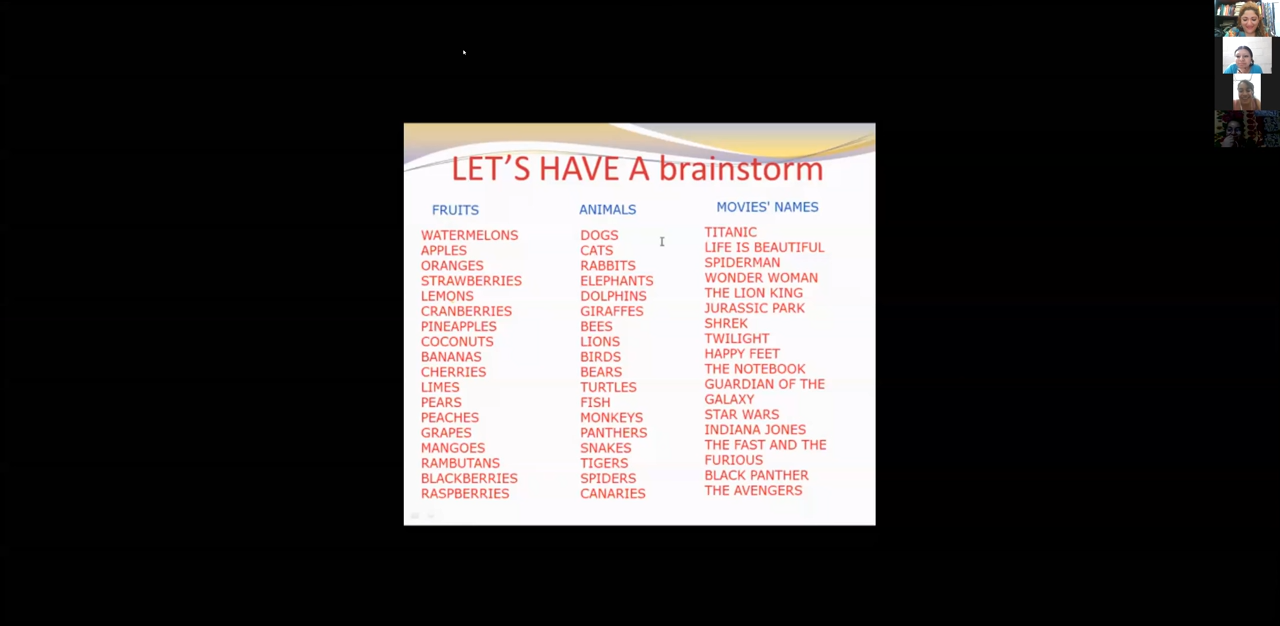 LET'S HAVE A brainstorm
FRUITS
WATERMELONS
APPLES
ORANGES
STRAWBERRIES
LEMONS
CRANBERRIES
PINEAPPLES
COCONUTS
BANANAS
CHERRIES
LIMES
PEARS
PEACHES
GRAPES
MANGOES
RAMBUTANS
BLACKBERRIES
RASPBERRIES
ANIMALS
DOGS
CATS
RABBITS
ELEPHANTS
DOLPHINS
GIRAFFES
BEES
LIONS
BIRDS
BEARS
TURTLES
FISH
MONKEYS
PANTHERS
SNAKES
TIGERS
SPIDERS
CANARIES
MOVIES' NAMES
TITANIC
LIFE IS BEAUTIFUL
SPIDERMAN
WONDER WOMAN
THE LION KING
JURASSIC PARK
SHREK
TWILIGHT
HAPPY FEET
THE NOTEBOOK
GUARDIAN OF THE
GALAXY
STAR WARS
INDIANA JONES
THE FAST AND THE
FURIOUS
BLACK PANTHER
THE AVENGERS